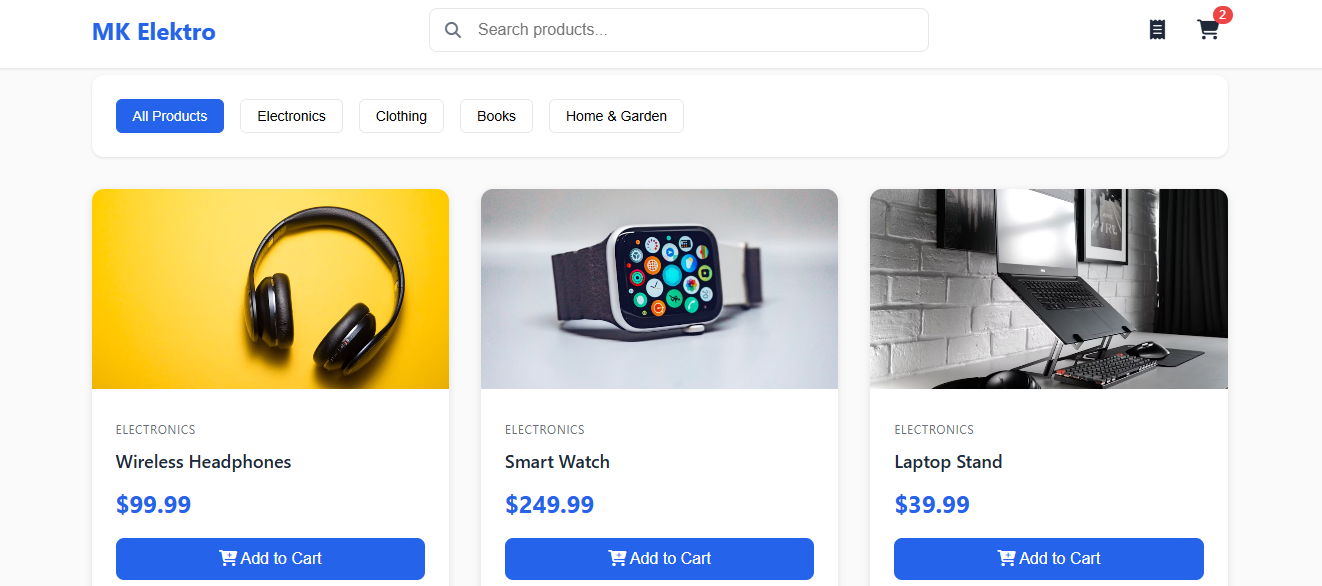 MK Elektro
Search products...
2
All Products
Electronics
Clothing
Books
Home & Garden
ELECTRONICS
Wireless Headphones
$99.99
Add to Cart
ELECTRONICS
Smart Watch
$249.99
Add to Cart
ELECTRONICS
Laptop Stand
$39.99
Add to Cart